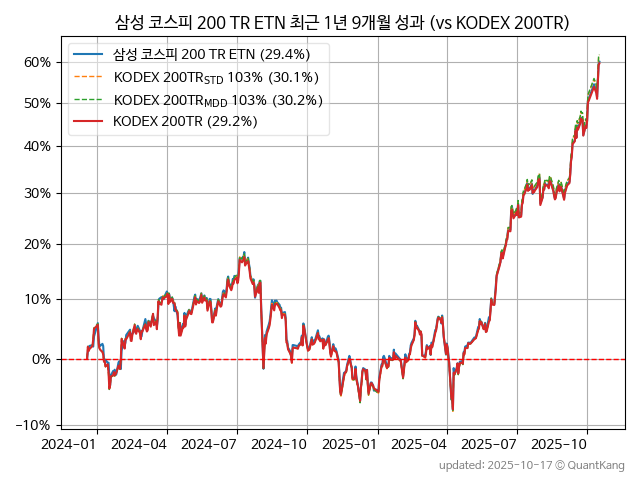 삼성 코스피 200 TR ETN 최근 1년 9개월 성과 (vs KODEX 200TR)
삼성 코스피 200 TR ETN (29.4%)
KODEX 200TR_STD 103% (30.1%)
KODEX 200TR_MDD 103% (30.2%)
KODEX 200TR (29.2%)
60%
50%
40%
30%
20%
10%
0%
−10%
2024-01 2024-04 2024-07 2024-10 2025-01 2025-04 2025-07 2025-10
updated: 2025-10-17 © QuantKang